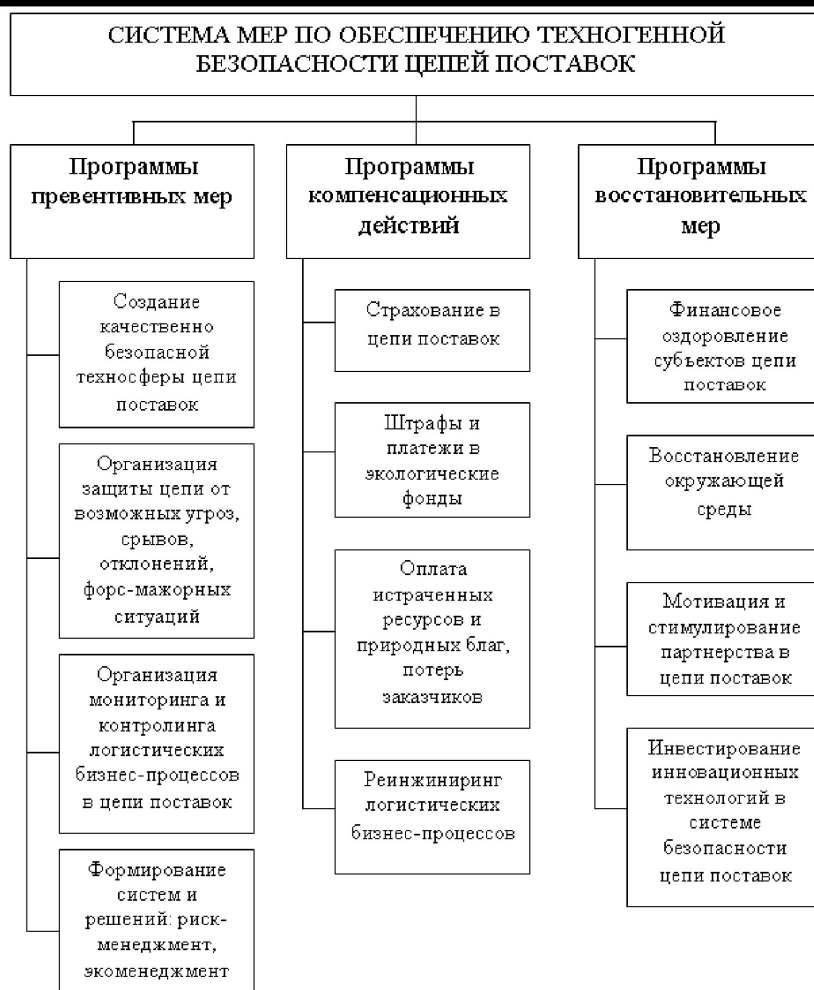 СИСТЕМА МЕР ПО ОБЕСПЕЧЕНИЮ ТЕХНОГЕННОЙ
БЕЗОПАСНОСТИ ЦЕПЕЙ ПОСТАВОК
Программы
превентивных мер
Создание
качественно
безопасной
техносферы цепи
поставок
Организация
защиты цепи от
возможных угроз,
срывов,
отклонений,
форс-мажорных
ситуаций
Организация
мониторинга и
контролинга
логистических
бизнес-процессов
в цепи поставок
Формирование
систем и
решений: риск-
менеджмент,
экоменеджмент
Программы
компенсационных
действий
Страхование в
цепи поставок
Штрафы и
платежи в
экологические
фонды
Оплата
истраченных
ресурсов и
природных благ,
потерь
заказчиков
Реинжиниринг
логистических
бизнес-процессов
Программы
восстановительных
мер
Финансовое
оздоровление
субъектов цепи
поставок
Восстановление
окружающей
среды
Мотивация и
стимулирование
партнерства в
цепи поставок
Инвестирование
инновационных
технологий в
системе
безопасности
цепи поставок